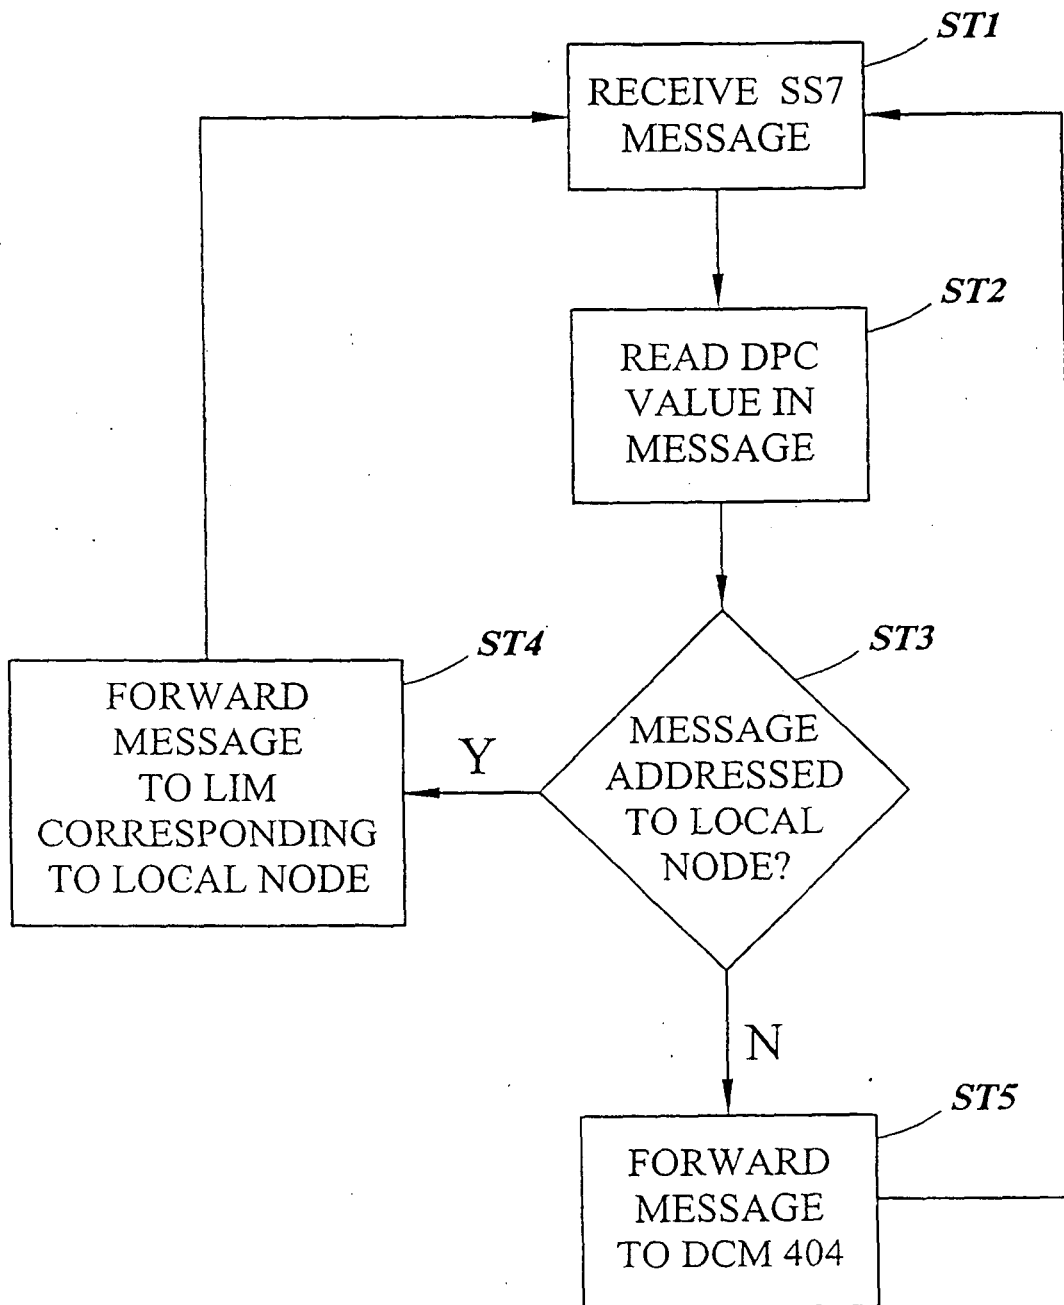 ST1
RECEIVE SS7
MESSAGE
ST2
READ DPC
VALUE IN
MESSAGE
ST3
MESSAGE
ADDRESSED
TO LOCAL
NODE?
Y
ST4
FORWARD
MESSAGE
TO LIM
CORRESPONDING
TO LOCAL NODE
N
ST5
FORWARD
MESSAGE
TO DCM 404